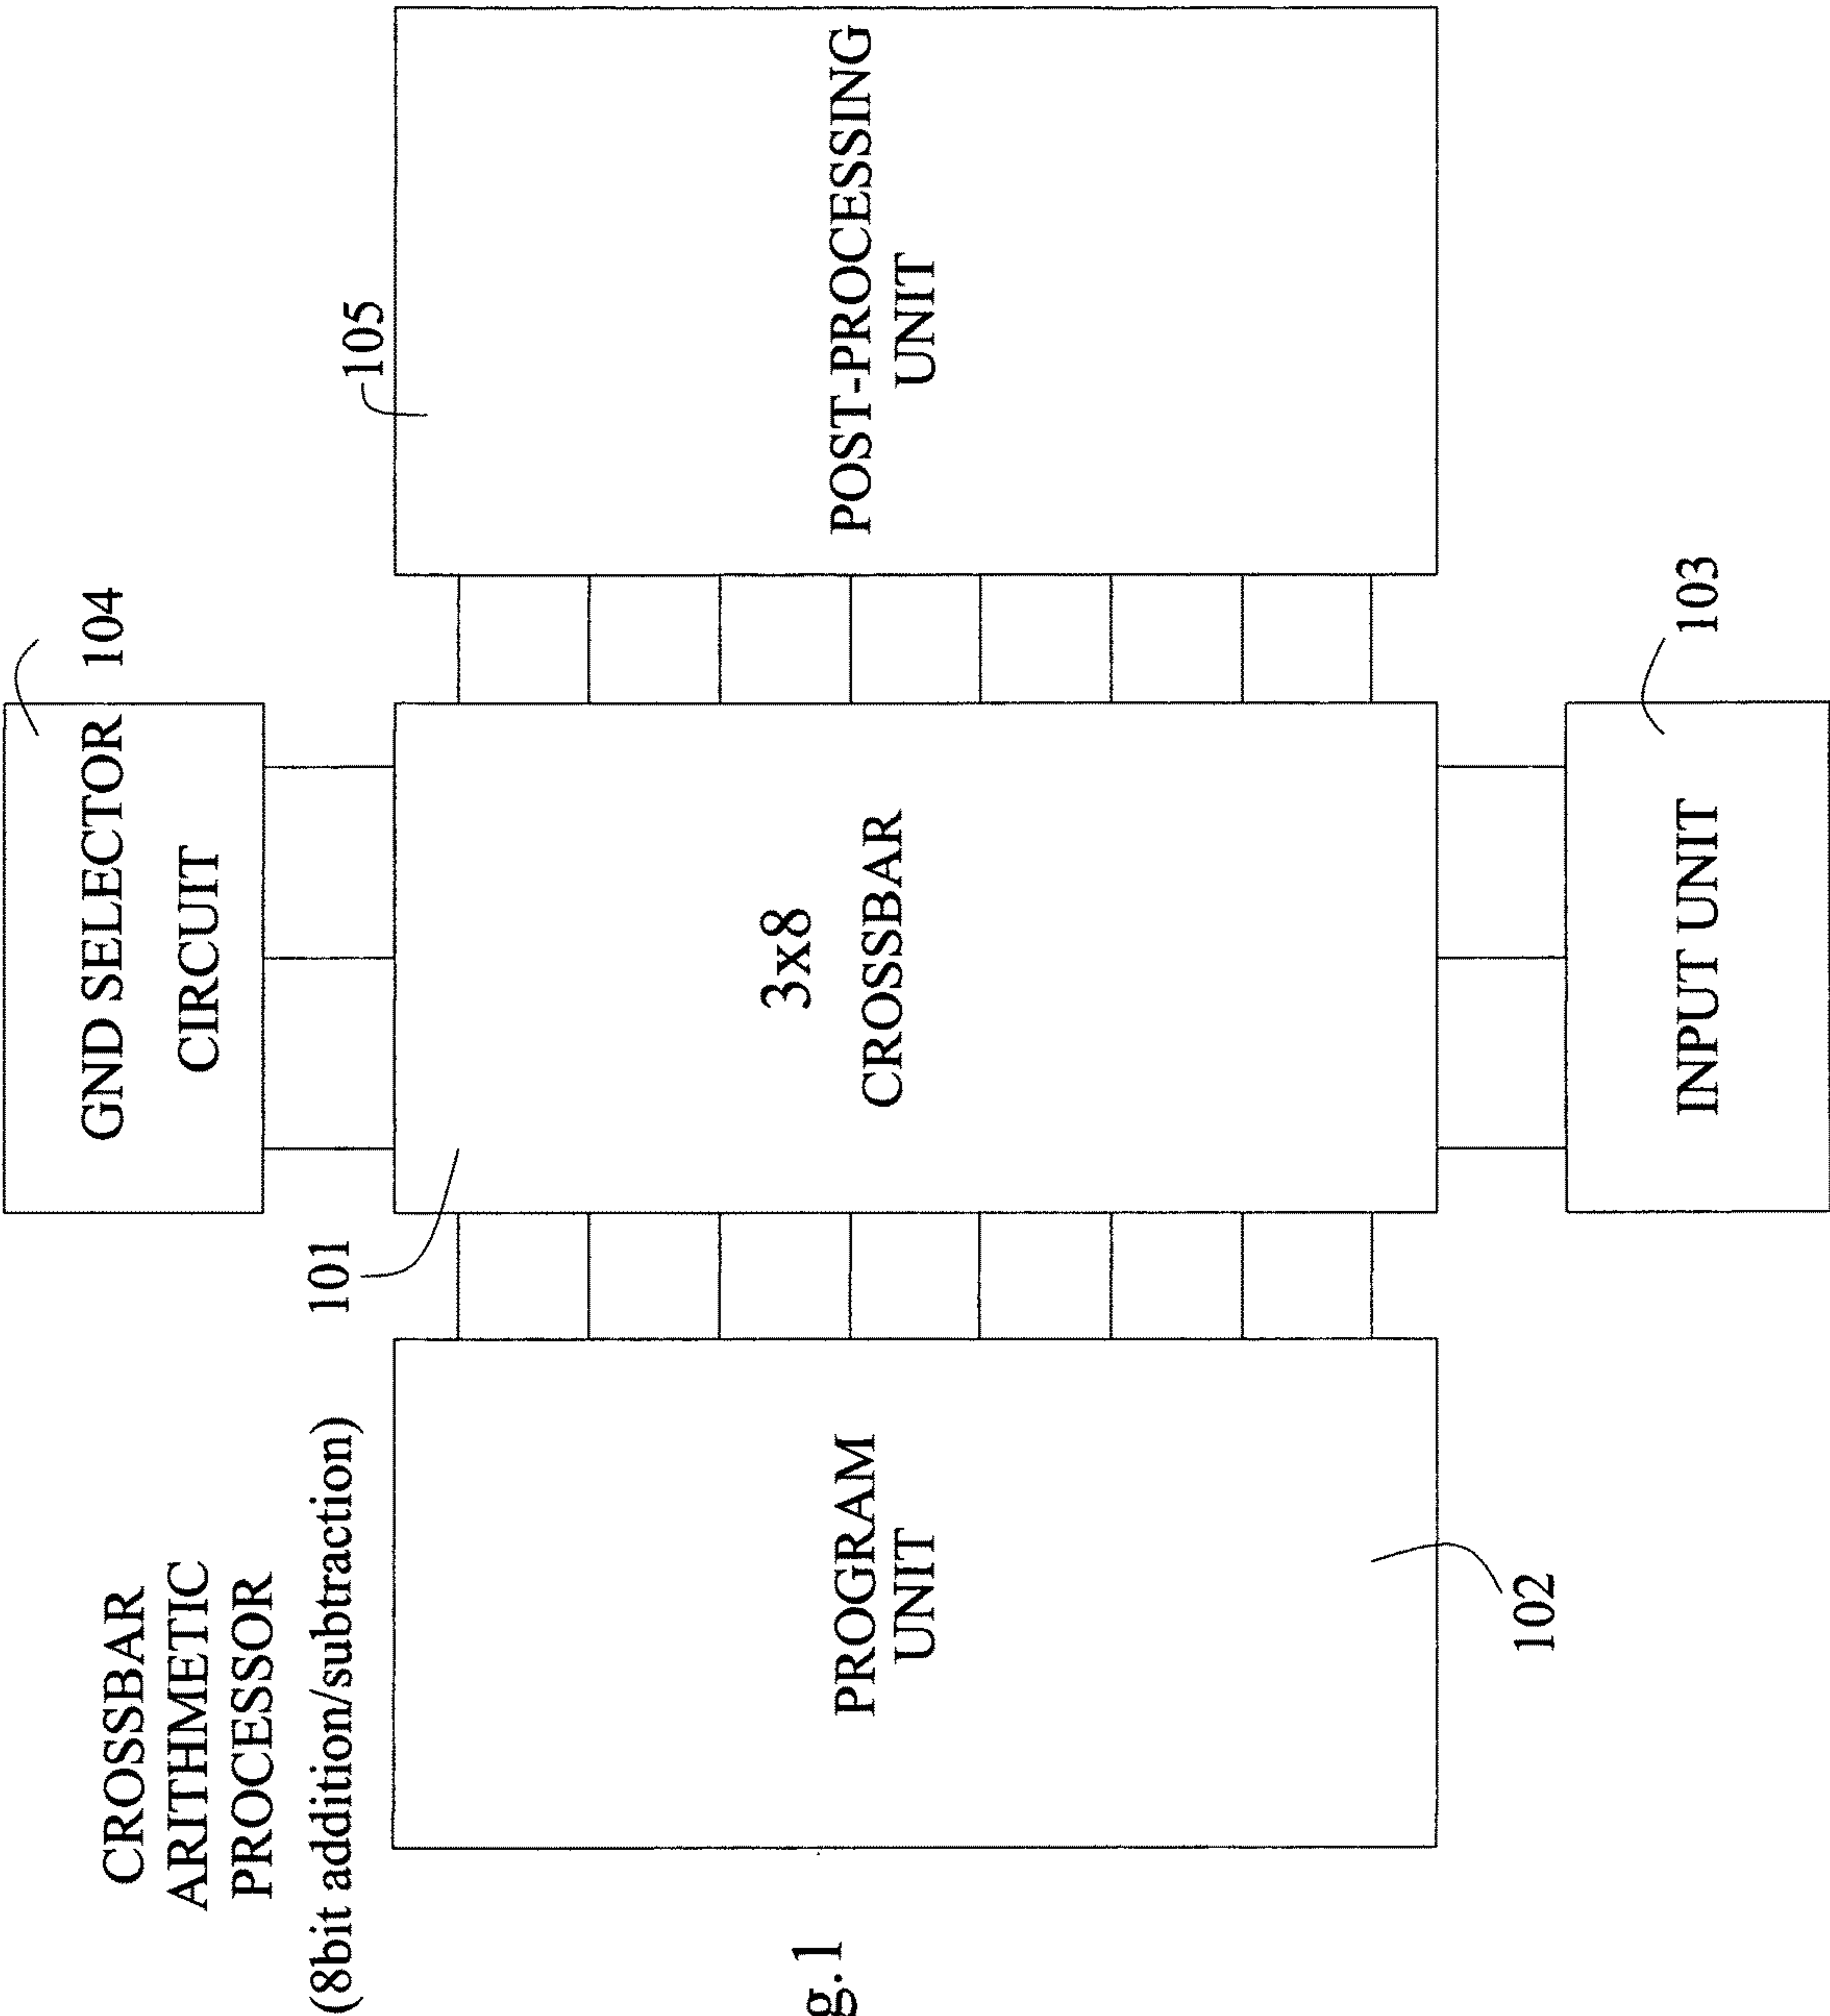 CROSSBAR
ARITHMETIC
PROCESSOR
(8bit addition/subtraction)
101
GND SELECTOR
CIRCUIT
104
105
PROGRAM
UNIT
3x8
CROSSBAR
POST-PROCESSING
UNIT
102
INPUT UNIT
103
g.1